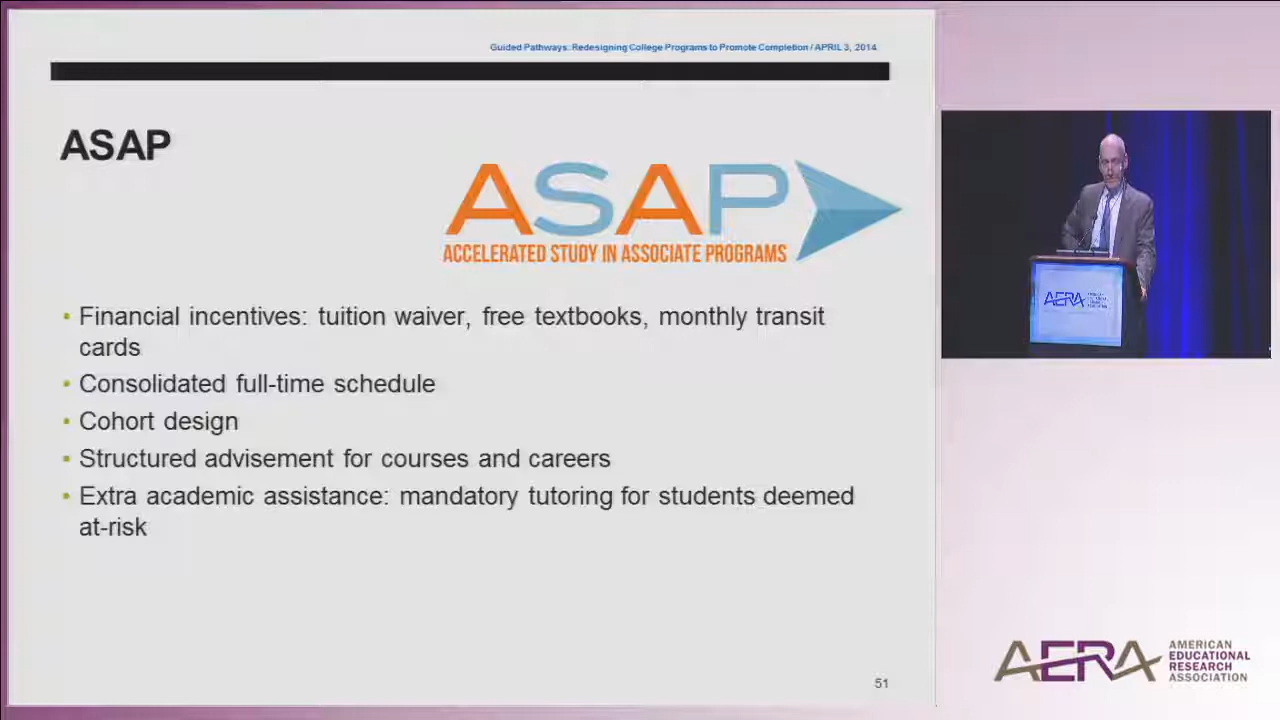 Guided Pathways: Redesigning College Programs to Promote Completion / APRIL 3, 2014
ASAP
ASAP
ACCELERATED STUDY IN ASSOCIATE PROGRAMS
• Financial incentives: tuition waiver, free textbooks, monthly transit
cards
• Consolidated full-time schedule
• Cohort design
• Structured advisement for courses and careers
• Extra academic assistance: mandatory tutoring for students deemed
at-risk
51
AERA
AERA
AMERICAN
EDUCATIONAL
RESEARCH
ASSOCIATION